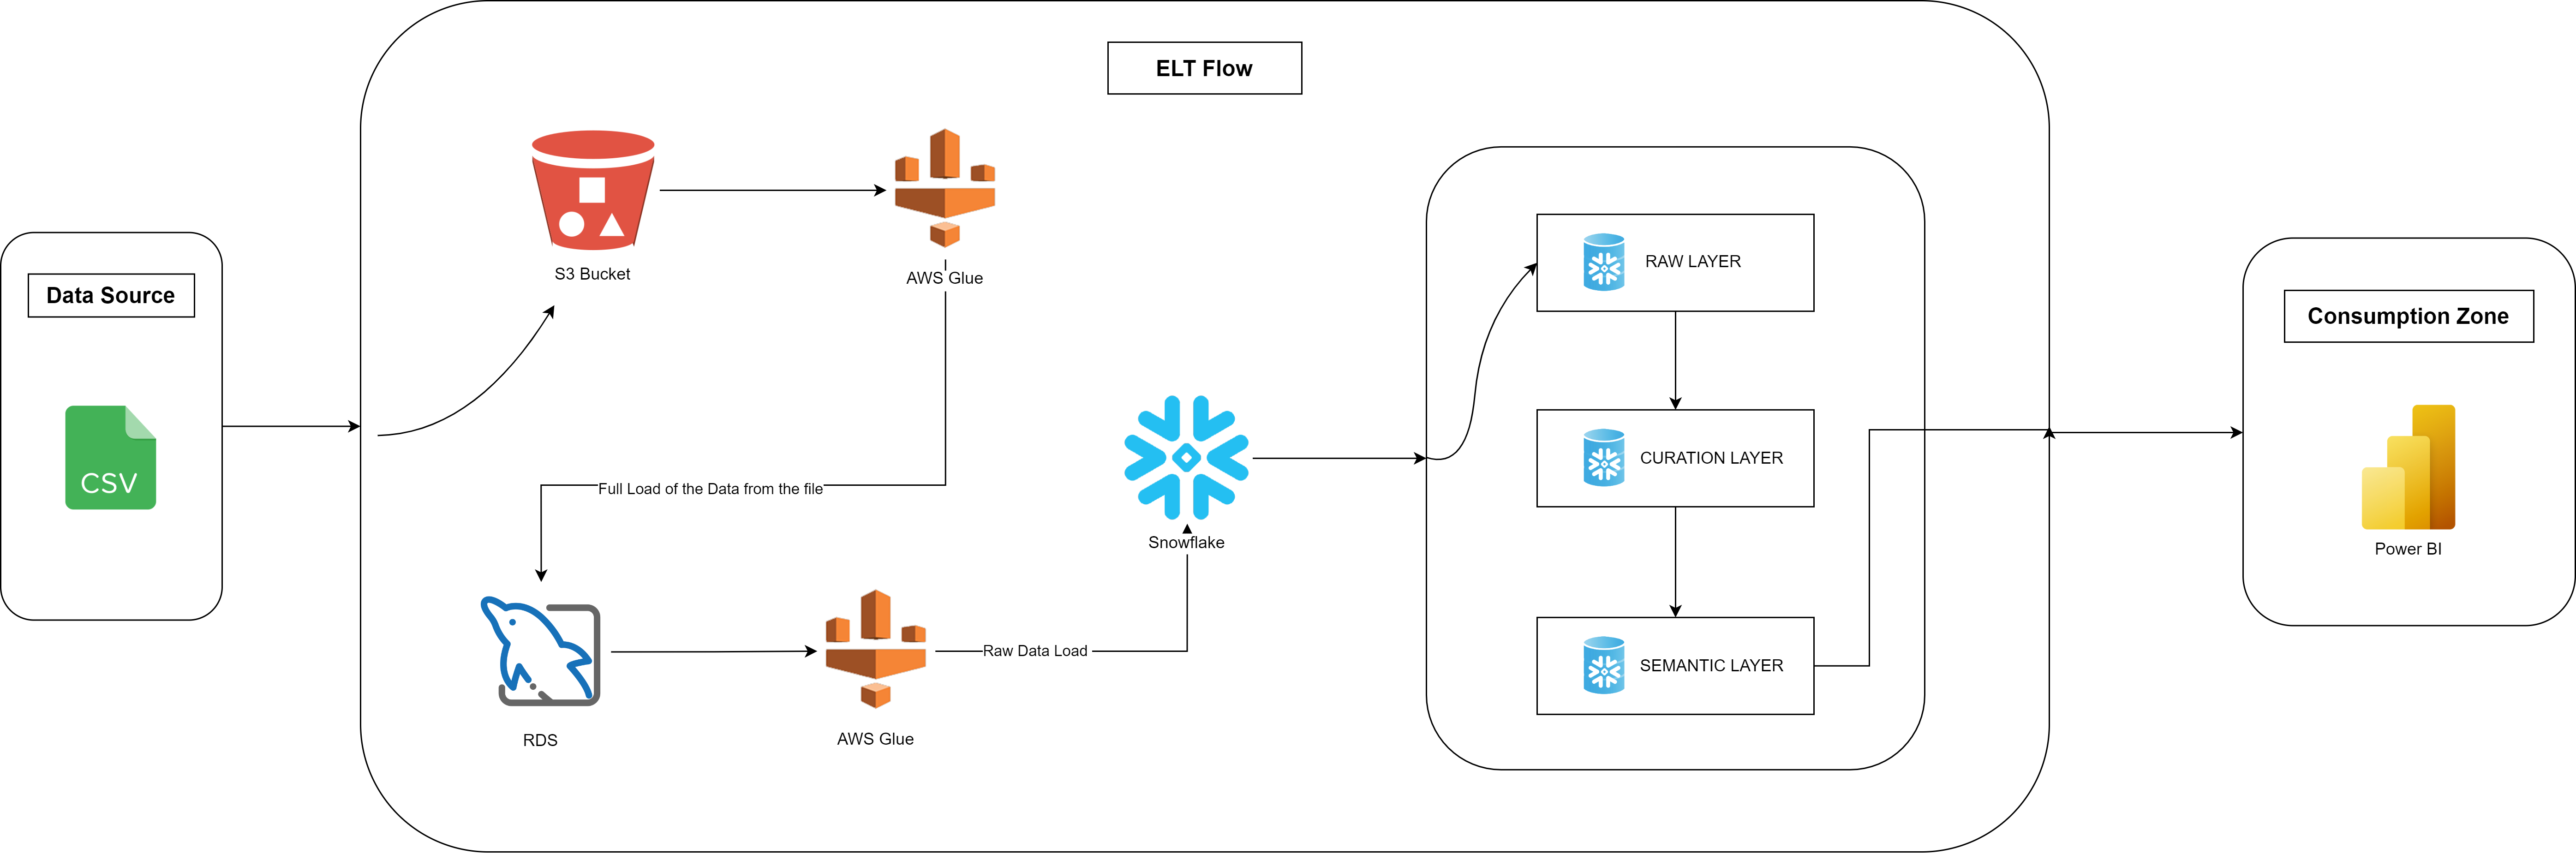 ELT Flow
Data Source
CSV
S3 Bucket
AWS Glue
Full Load of the Data from the file
RDS
AWS Glue
Raw Data Load
Snowflake
RAW LAYER
CURATION LAYER
SEMANTIC LAYER
Consumption Zone
Power BI